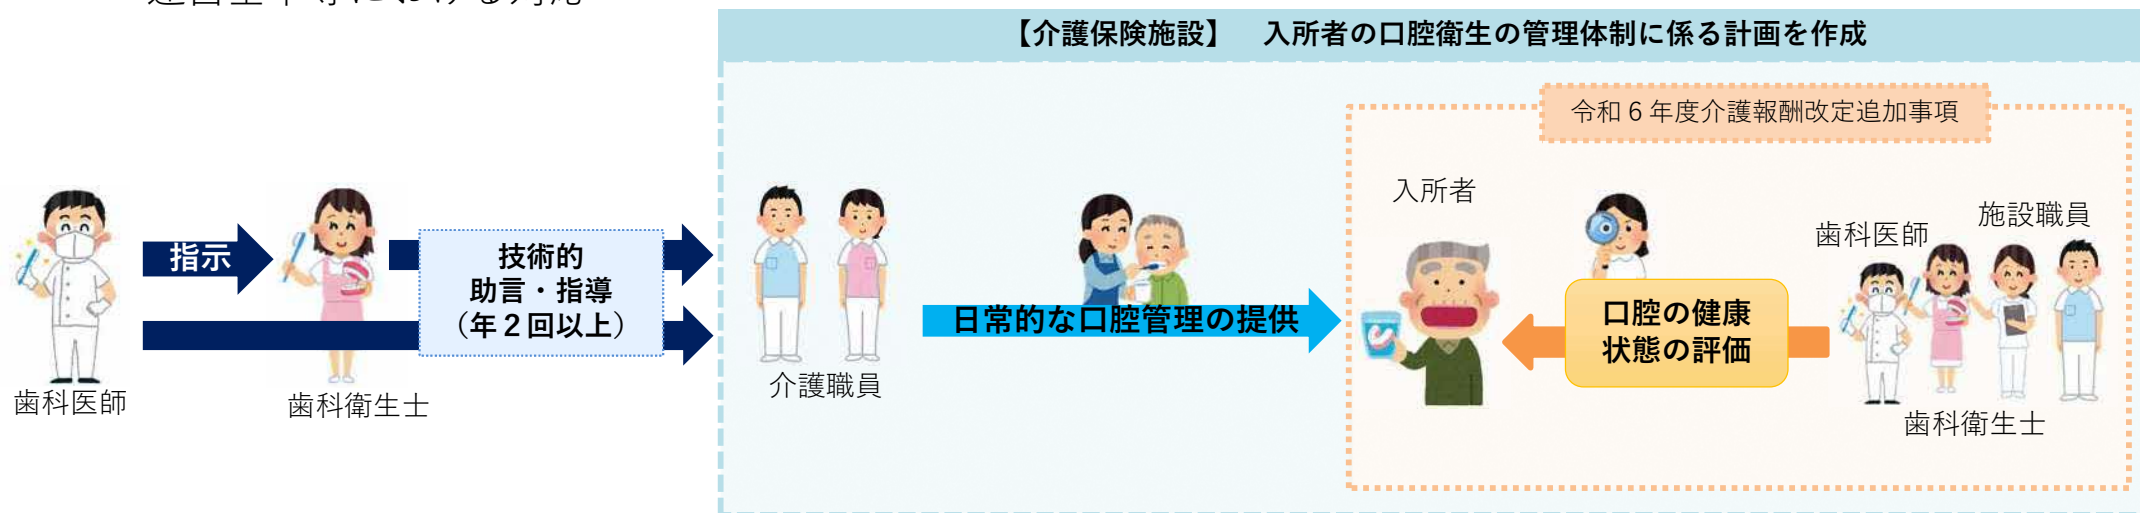 【介護保険施設】　入所者の口腔衛生の管理体制に係る計画を作成
令和６年度介護報酬改定追加事項
指示
技術的
助言・指導
（年２回以上）
歯科医師
歯科衛生士
介護職員
日常的な口腔管理の提供
入所者
口腔の健康
状態の評価
歯科医師
施設職員
歯科衛生士